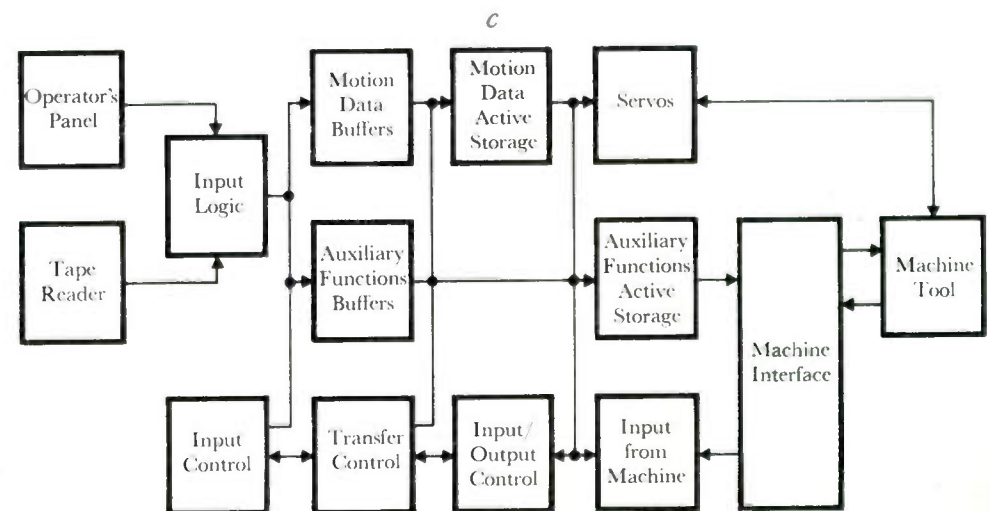 C
Operator's
Panel
Input
Logic
Tape
Reader
Motion
Data
Buffers
Motion
Data
Active
Storage
Servos
Auxiliary
Functions
Buffers
Auxiliary
Functions
Active
Storage
Machine
Interface
Machine
Tool
Input
Control
Transfer
Control
Input/
Output
Control
Input
from
Machine